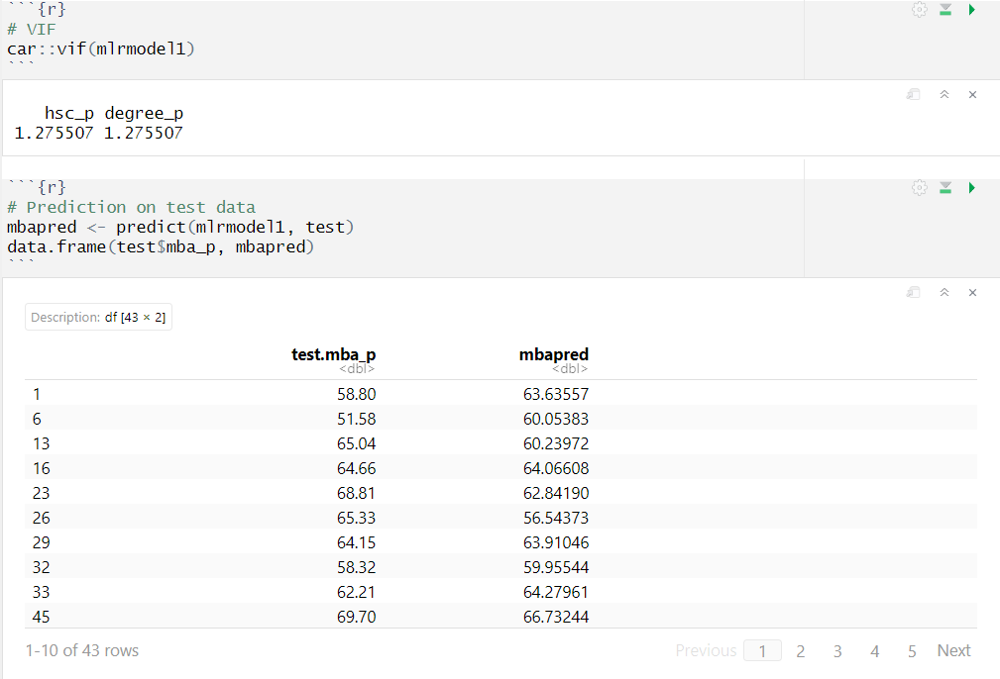 ```{r}
# VIF
car::vif(mlrmodel1)
```
hsc_p degree_p
1.275507 1.275507
```{r}
# Prediction on test data
mbapred <- predict(mlrmodel1, test)
data.frame(test$mba_p, mbapred)
```
Description: df [43 × 2]
test.mba_p mbapred
<dbl> <dbl>
1 58.80 63.63557
6 51.58 60.05383
13 65.04 60.23972
16 64.66 64.06608
23 68.81 62.84190
26 65.33 56.54373
29 64.15 63.91046
32 58.32 59.95544
33 62.21 64.27961
45 69.70 66.73244
1-10 of 43 rows Previous 1 2 3 4 5 Next